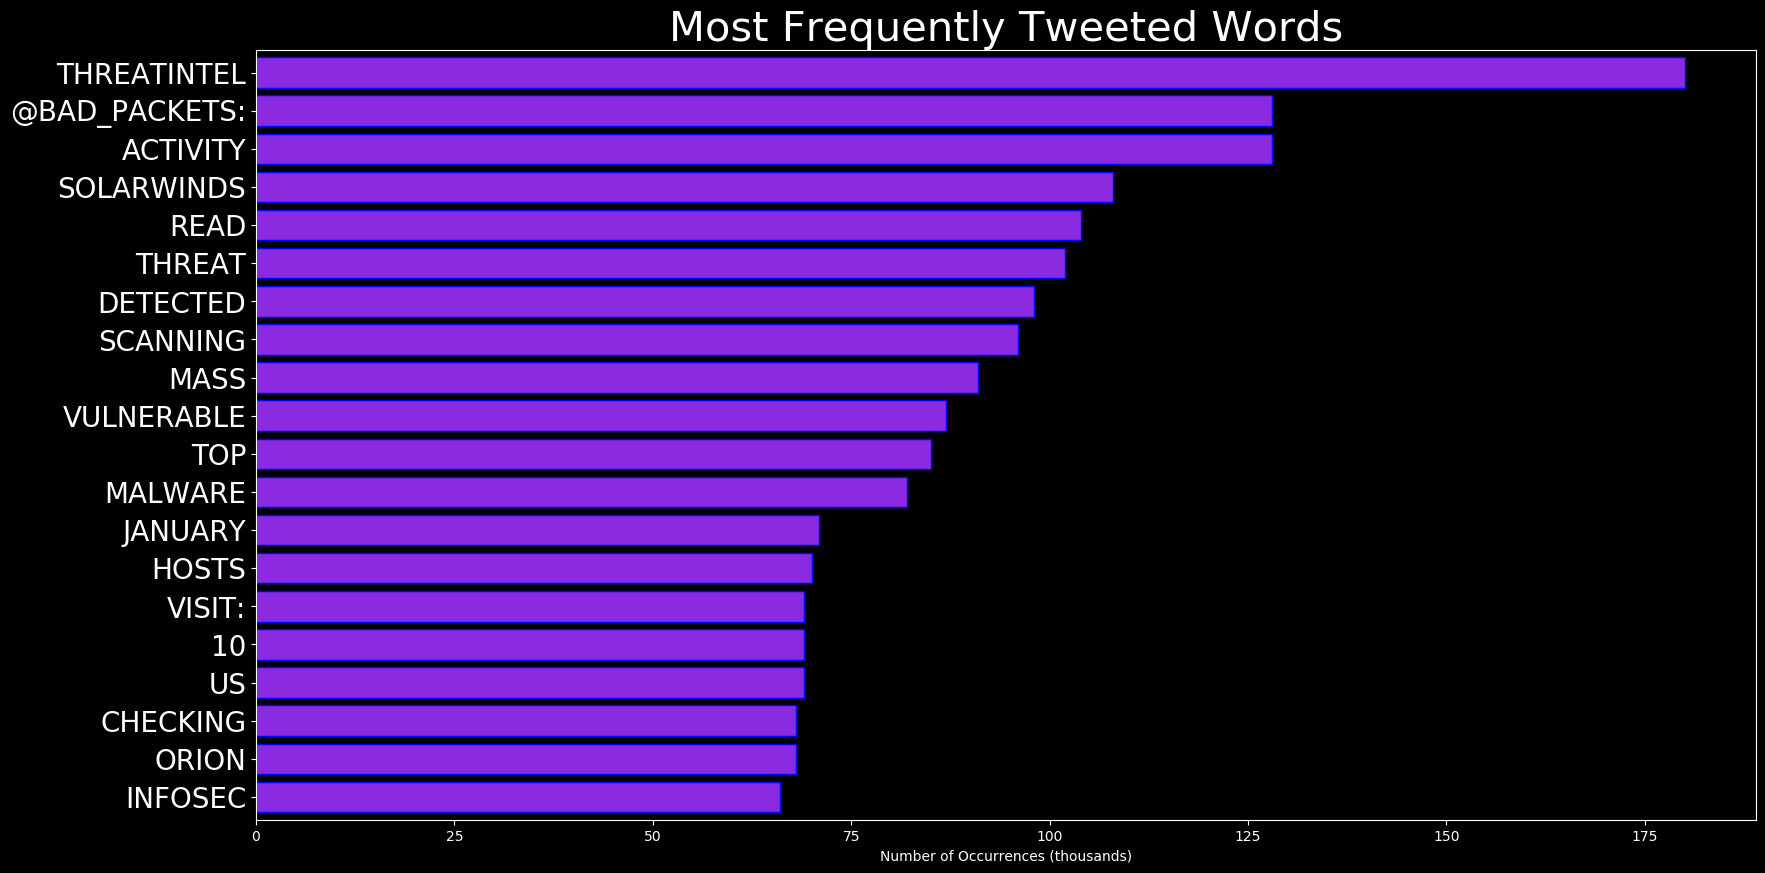 Most Frequently Tweeted Words
THREATINTEL
@BAD_PACKETS:
ACTIVITY
SOLARWINDS
READ
THREAT
DETECTED
SCANNING
MASS
VULNERABLE
TOP
MALWARE
JANUARY
HOSTS
VISIT:
10
US
CHECKING
ORION
INFOSEC
0 25 50 75 100 125 150 175
Number of Occurrences (thousands)